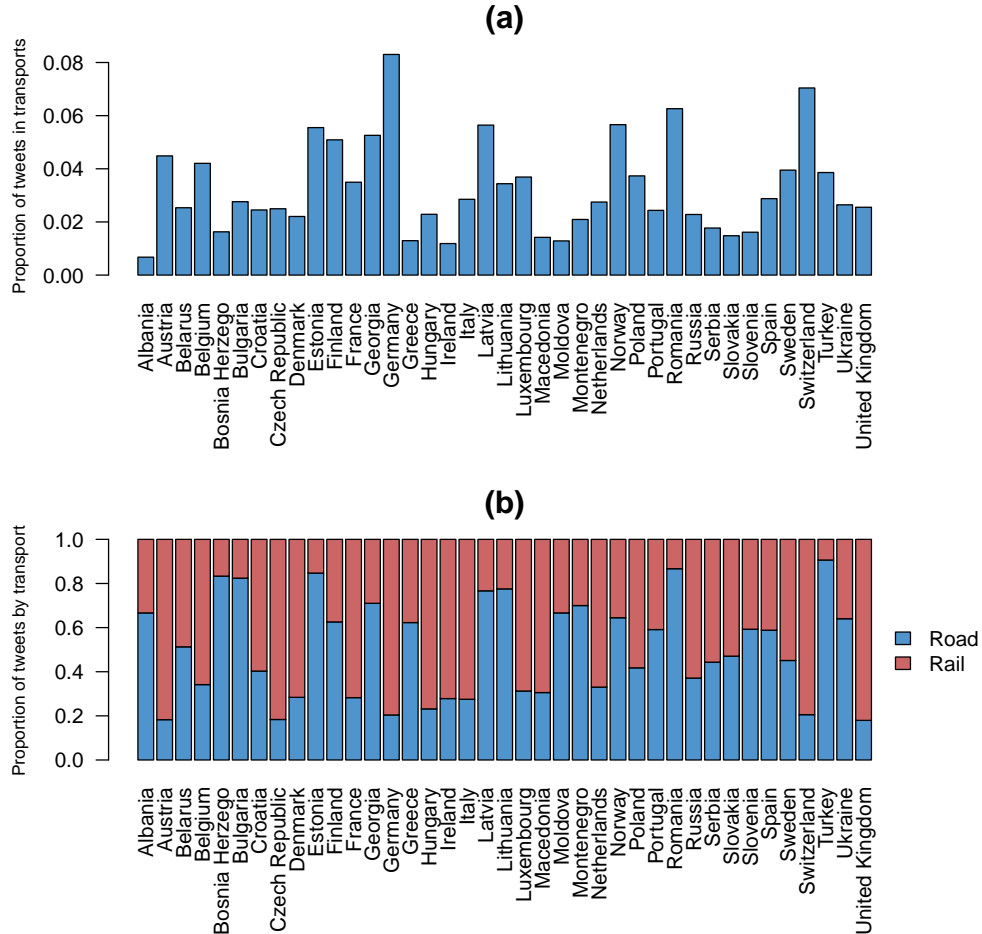 (a)
Proportion of tweets in transports
0.08
0.06
0.04
0.02
0.00
Albania
Austria
Belarus
Belgium
Bosnia Herzego
Bulgaria
Croatia
Czech Republic
Denmark
Estonia
Finland
France
Georgia
Germany
Greece
Hungary
Ireland
Italy
Latvia
Lithuania
Luxembourg
Macedonia
Moldova
Montenegro
Netherlands
Norway
Poland
Portugal
Romania
Russia
Serbia
Slovakia
Slovenia
Spain
Sweden
Switzerland
Turkey
Ukraine
United Kingdom
(b)
Proportion of tweets by transport
1.0
0.8
0.6
0.4
0.2
0.0
Road
Rail
Albania
Austria
Belarus
Belgium
Bosnia Herzego
Bulgaria
Croatia
Czech Republic
Denmark
Estonia
Finland
France
Georgia
Germany
Greece
Hungary
Ireland
Italy
Latvia
Lithuania
Luxembourg
Macedonia
Moldova
Montenegro
Netherlands
Norway
Poland
Portugal
Romania
Russia
Serbia
Slovakia
Slovenia
Spain
Sweden
Switzerland
Turkey
Ukraine
United Kingdom